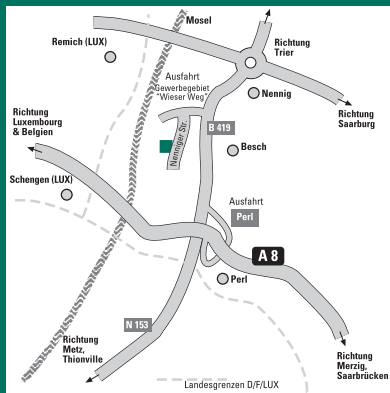 Mosel
Remich (LUX)
Richtung
Trier
Ausfahrt
Gewerbegebiet
"Wieser Weg"
Nennig
Richtung
Saarburg
Richtung
Luxembourg
& Belgien
B 419
Nenniger Str.
Besch
Schengen (LUX)
Ausfahrt
Perl
A 8
Perl
N 153
Richtung
Metz,
Thionville
Richtung
Merzig,
Saarbrücken
Landesgrenzen D/F/LUX